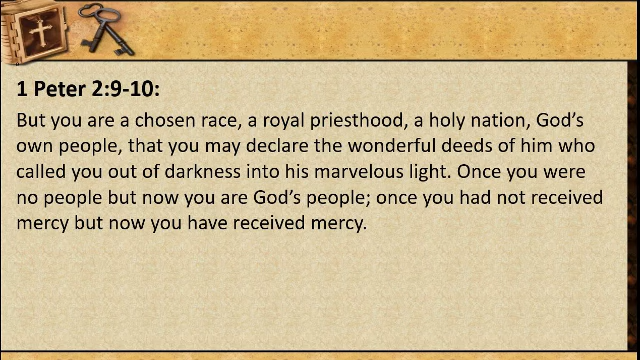 1 Peter 2:9-10:
But you are a chosen race, a royal priesthood, a holy nation, God’s
own people, that you may declare the wonderful deeds of him who
called you out of darkness into his marvelous light. Once you were
no people but now you are God’s people; once you had not received
mercy but now you have received mercy.